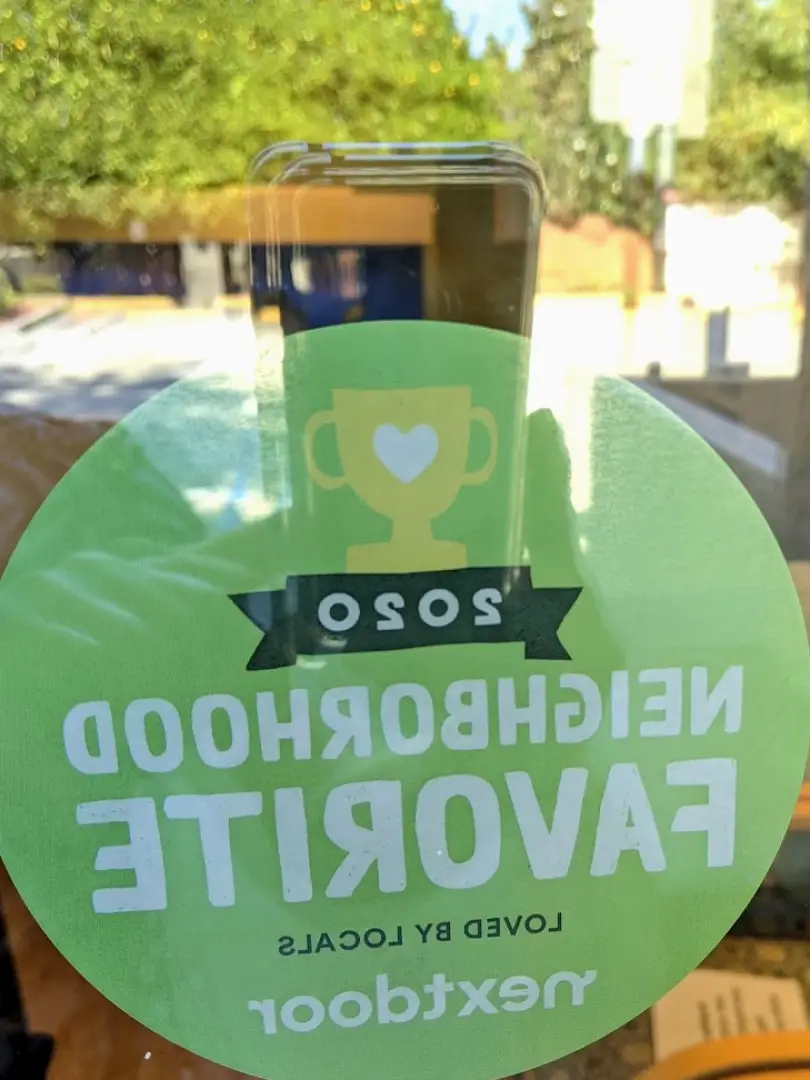 2020
NEIGHBORHOOD
FAVORITE
LOVED BY LOCALS
nextdoor